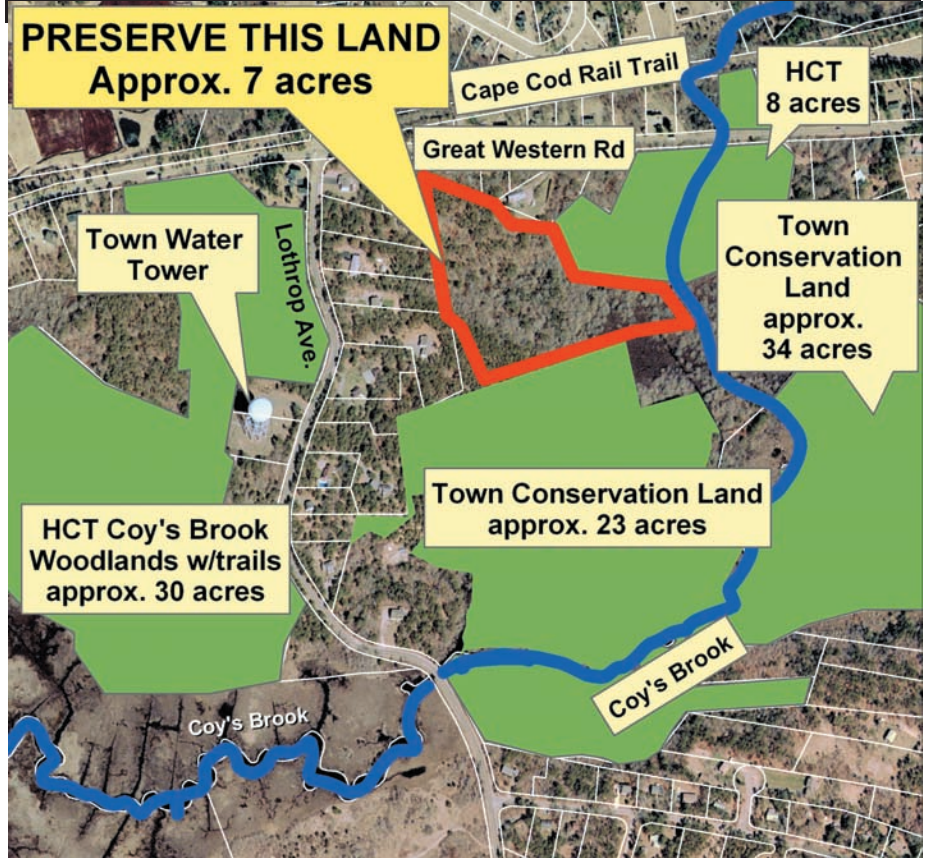 PRESERVE THIS LAND
Approx. 7 acres
Cape Cod Rail Trail
HCT
8 acres
Great Western Rd
Town Water
Tower
Lothrop Ave.
Town
Conservation
Land
approx.
34 acres
Town Conservation Land
approx. 23 acres
HCT Coy's Brook
Woodlands w/trails
approx. 30 acres
Coy's Brook
Coy's Brook